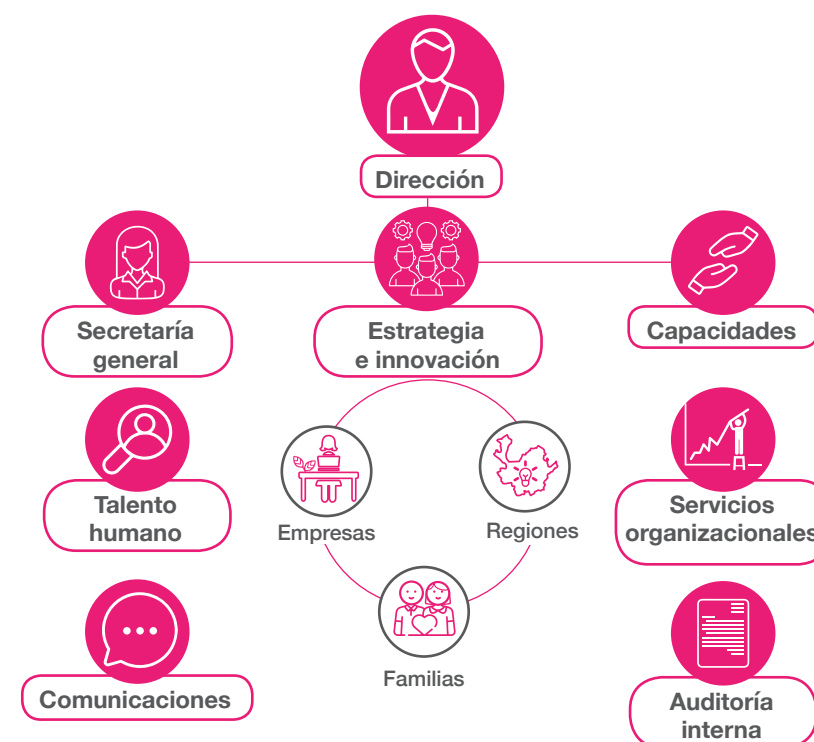 Dirección
Secretaría
general
Estrategia
e innovación
Capacidades
Talento
humano
Empresas
Regiones
Servicios
organizacionales
Familias
Comunicaciones
Auditoría
interna